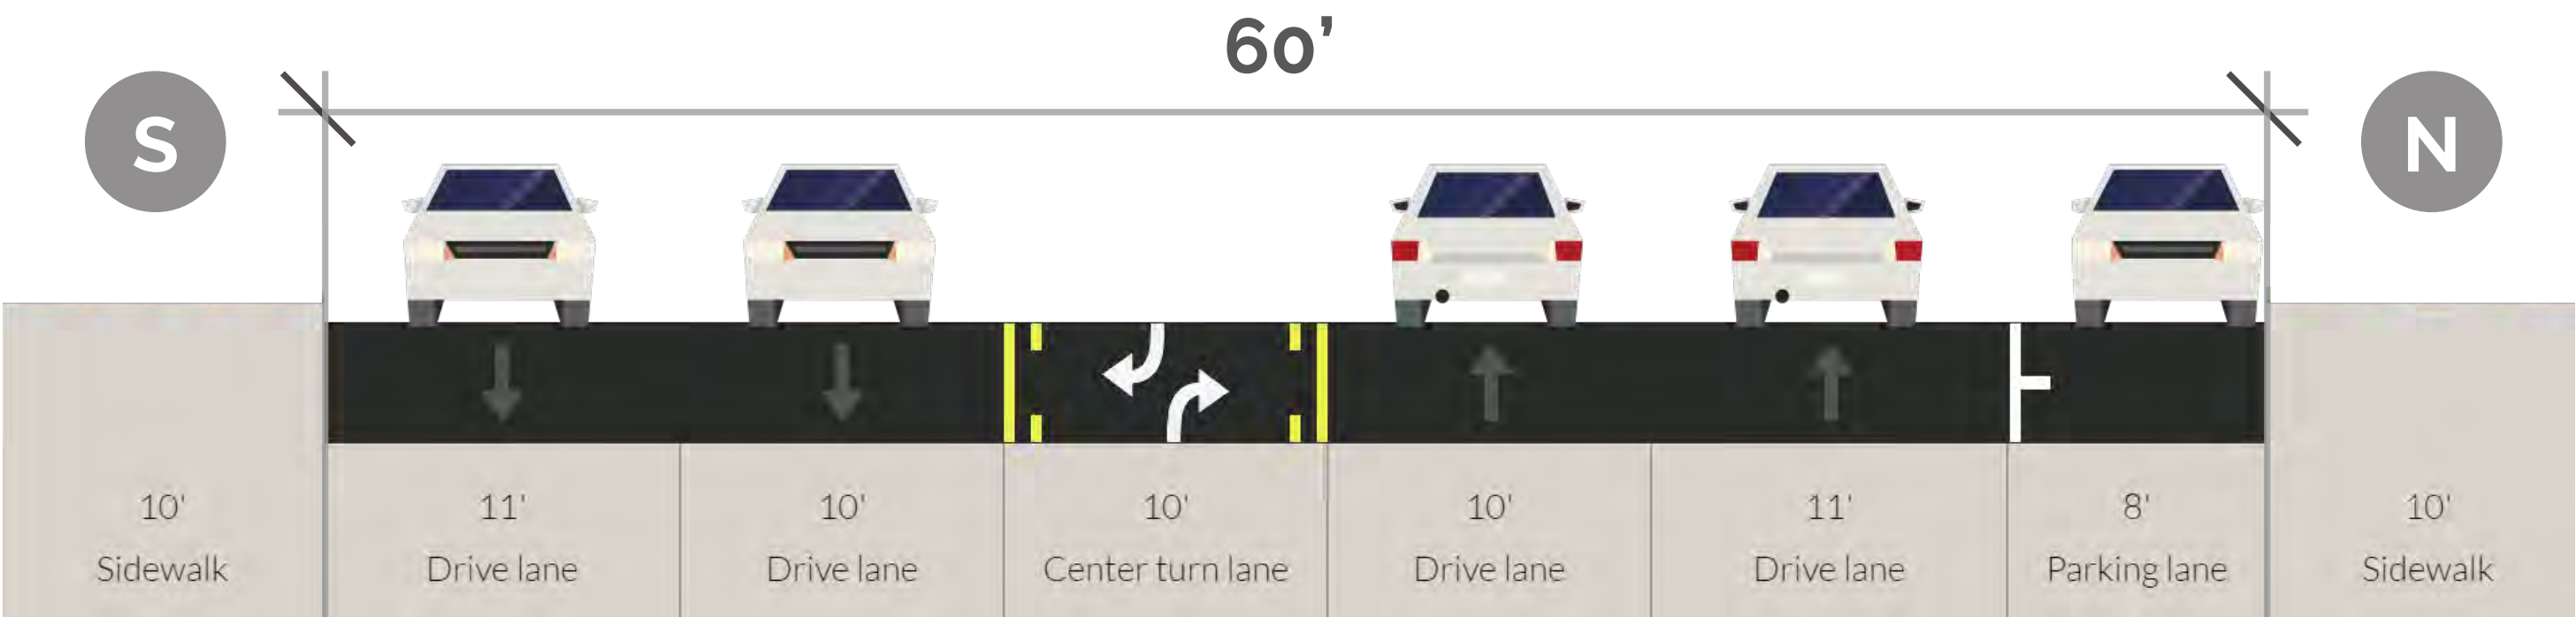 60’
S
N
10'
Sidewalk
11'
Drive lane
10'
Drive lane
10'
Center turn lane
10'
Drive lane
11'
Drive lane
8'
Parking lane
10'
Sidewalk